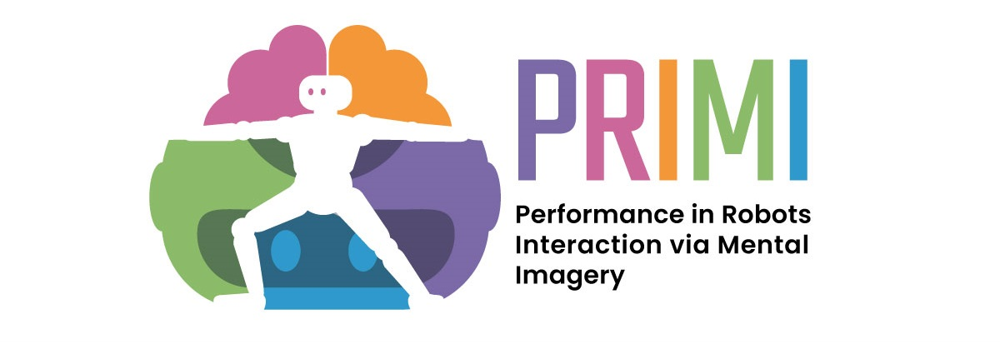 PRIMI
Performance in Robots
Interaction via Mental
Imagery